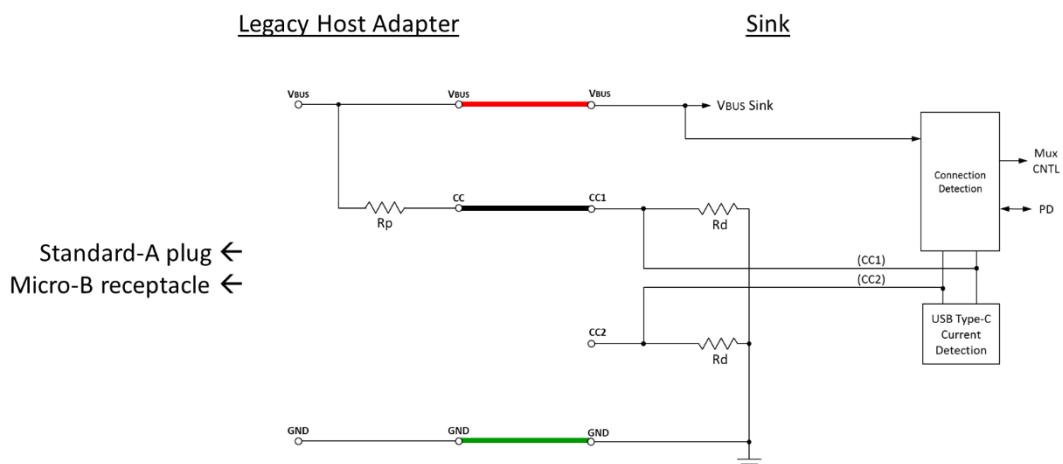 Legacy Host Adapter
Sink
VBUS
VBUS
VBUS
VBUS Sink
Connection
Detection
Mux
CNTL
PD
CC
CC1
Rp
Rd
Standard-A plug ←
Micro-B receptacle ←
(CC1)
(CC2)
USB Type-C
Current
Detection
CC2
Rd
GND
GND
GND